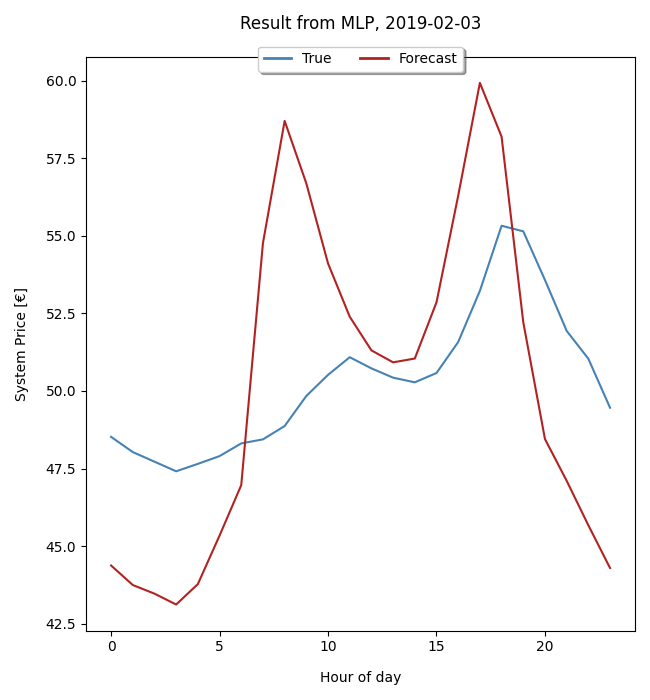 Result from MLP, 2019-02-03
True Forecast
60.0
57.5
55.0
52.5
50.0
47.5
45.0
42.5
System Price [€]
0 5 10 15 20
Hour of day